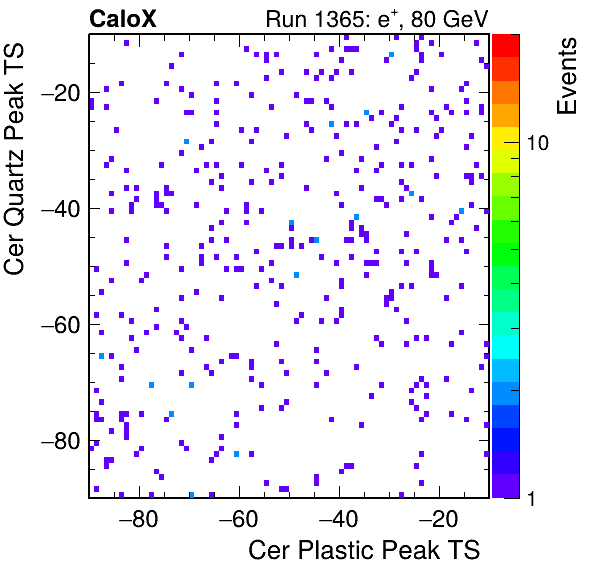 CaloX Run 1365: e+, 80 GeV
Cer Quartz Peak TS
−20
−40
−60
−80
−80 −60 −40 −20
Cer Plastic Peak TS
Events
10
1